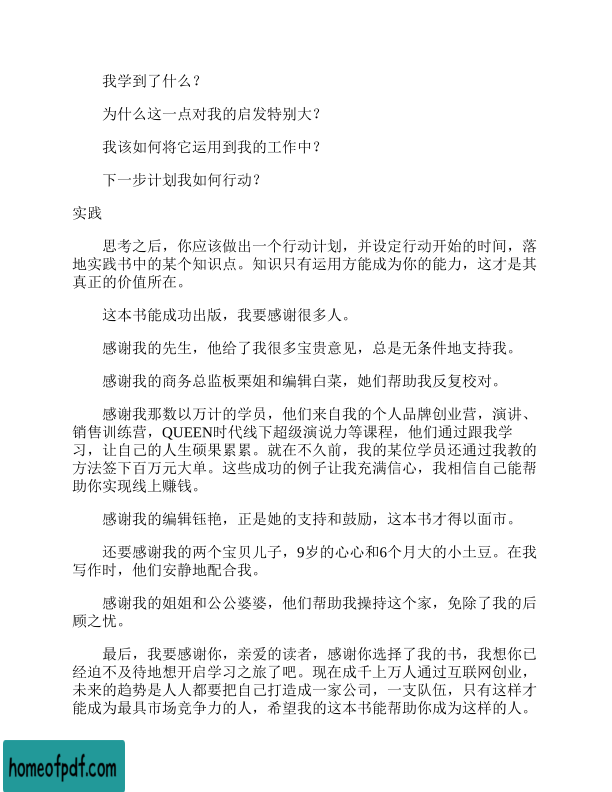 我学到了什么？
为什么这一点对我的启发特别大？
我该如何将它运用到我的工作中？
下一步计划我如何行动？
实践
思考之后，你应该做出一个行动计划，并设定行动开始的时间，落
地实践书中的某个知识点。知识只有运用方能成为你的能力，这才是其
真正的价值所在。
这本书能成功出版，我要感谢很多人。
感谢我的先生，他给了我很多宝贵意见，总是无条件地支持我。
感谢我的商务总监板栗姐和编辑白菜，她们帮助我反复校对。
感谢我那数以万计的学员，他们来自我的个人品牌创业营，演讲、
销售训练营，QUEEN时代线下超级演说力等课程，他们通过跟我学
习，让自己的人生硕果累累。就在不久前，我的某位学员还通过我教的
方法签下百万元大单。这些成功的例子让我充满信心，我相信自己能帮
助你实现线上赚钱。
感谢我的编辑钰艳，正是她的支持和鼓励，这本书才得以面市。
还要感谢我的两个宝贝儿子，9岁的心心和6个月大的小土豆。在我
写作时，他们安静地配合我。
感谢我的姐姐和公公婆婆，他们帮助我操持这个家，免除了我的后
顾之忧。
最后，我要感谢你，亲爱的读者，感谢你选择了我的书，我想你已
经迫不及待地想开启学习之旅了吧。现在成千上万人通过互联网创业，
未来的趋势是人人都要把自己打造成一家公司，一支队伍，只有这样才
能成为最具市场竞争力的人，希望我的这本书能帮助你成为这样的人。
homeofpdf.com